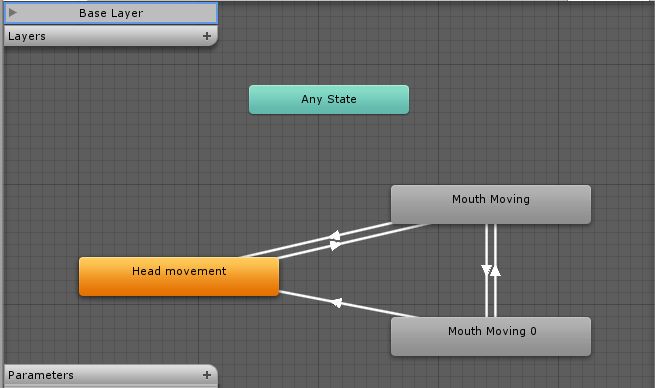 Base Layer
Layers +
Any State
Mouth Moving
Head movement
Mouth Moving 0
Parameters +